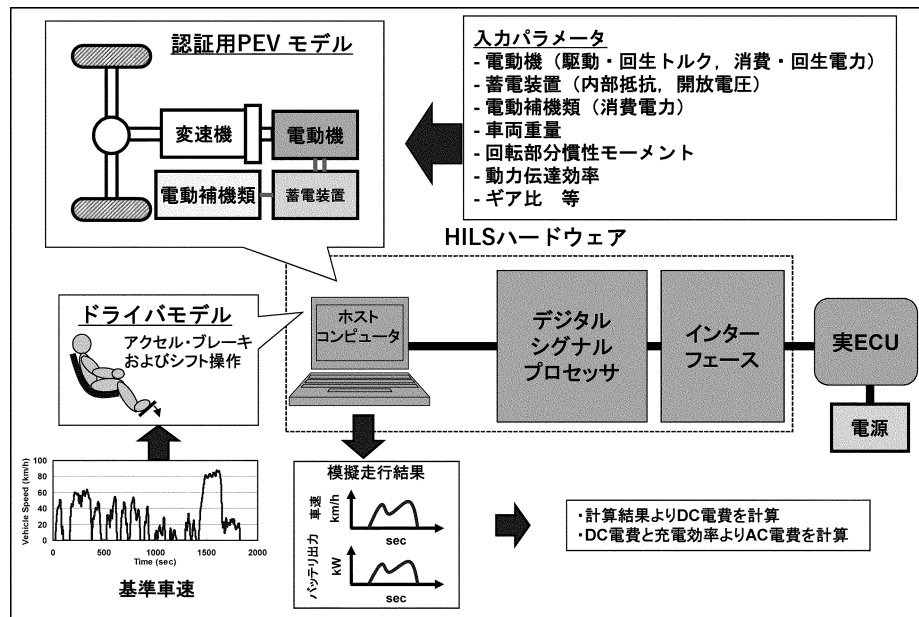 認証用PEV モデル
変速機
電動機
電動補機類
蓄電装置
入力パラメータ
- 電動機（駆動・回生トルク，消費・回生電力）
- 蓄電装置（内部抵抗，開放電圧）
- 電動補機類（消費電力）
- 車両重量
- 回転部分慣性モーメント
- 動力伝達効率
- ギア比　等
HILSハードウェア
ドライバモデル
アクセル・ブレーキ
およびシフト操作
ホスト
コンピュータ
デジタル
シグナル
プロセッサ
インター
フェース
実ECU
電源
Vehicle Speed (km/h)
100
80
60
40
20
0
0
500
1000
1500
2000
Time (sec)
基準車速
模擬走行結果
車速
km/h
sec
バッテリ出力
kW
sec
・計算結果よりDC電費を計算
・DC電費と充電効率よりAC電費を計算